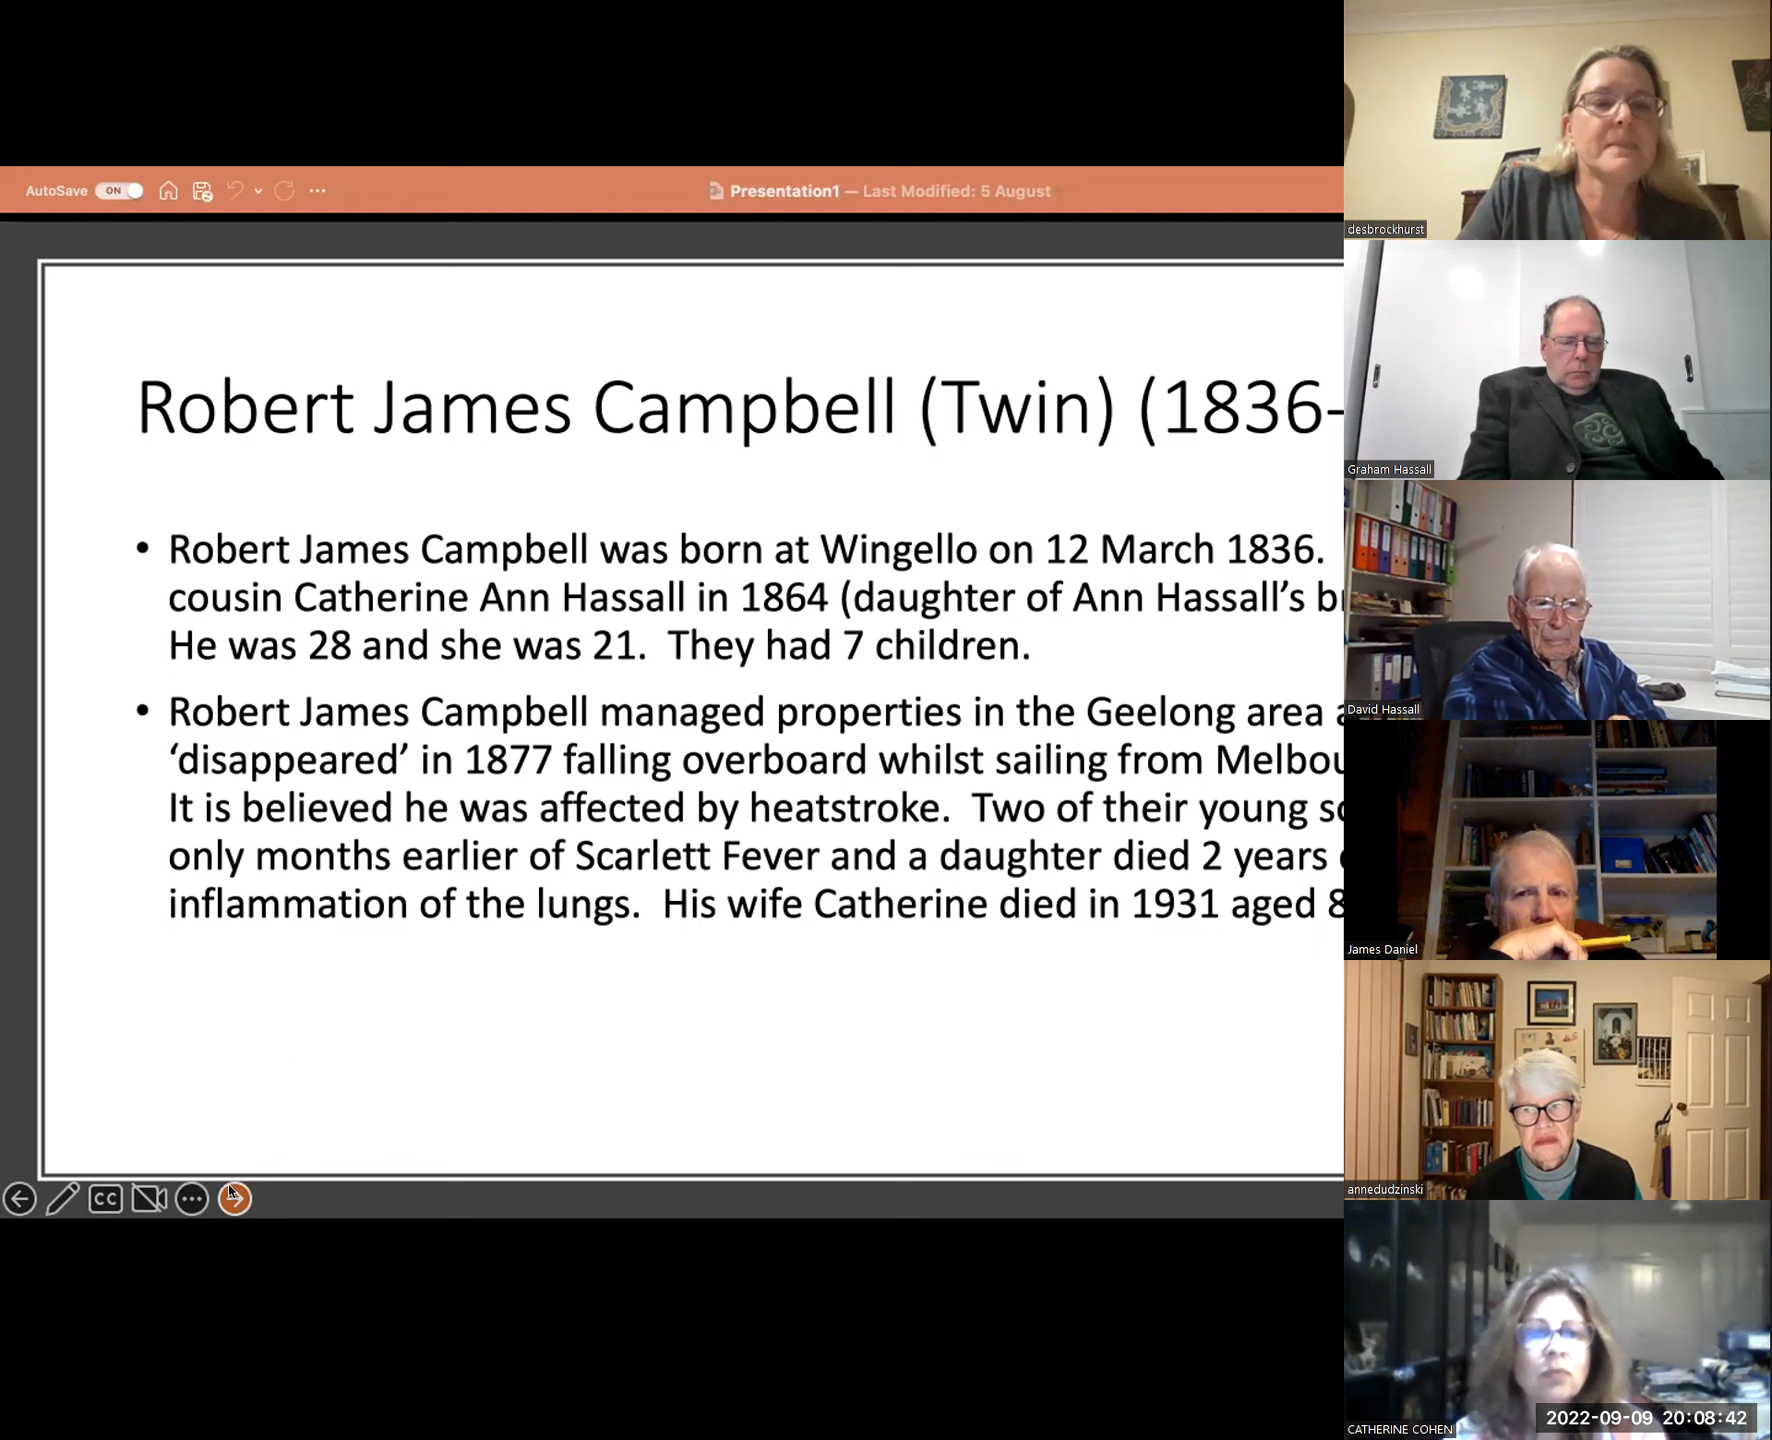 AutoSave ON
Presentation1 — Last Modified: 5 August
Robert James Campbell (Twin) (1836-
• Robert James Campbell was born at Wingello on 12 March 1836.
cousin Catherine Ann Hassall in 1864 (daughter of Ann Hassall’s
He was 28 and she was 21.  They had 7 children.
• Robert James Campbell managed properties in the Geelong area
‘disappeared’ in 1877 falling overboard whilst sailing from Melbou
It is believed he was affected by heatstroke.  Two of their young
only months earlier of Scarlett Fever and a daughter died 2 years
inflammation of the lungs.  His wife Catherine died in 1931 aged 8
CC
desbrockhurst
Graham Hassall
David Hassall
James Daniel
annedudzinski
CATHERINE COHEN
2022-09-09 20:08:42